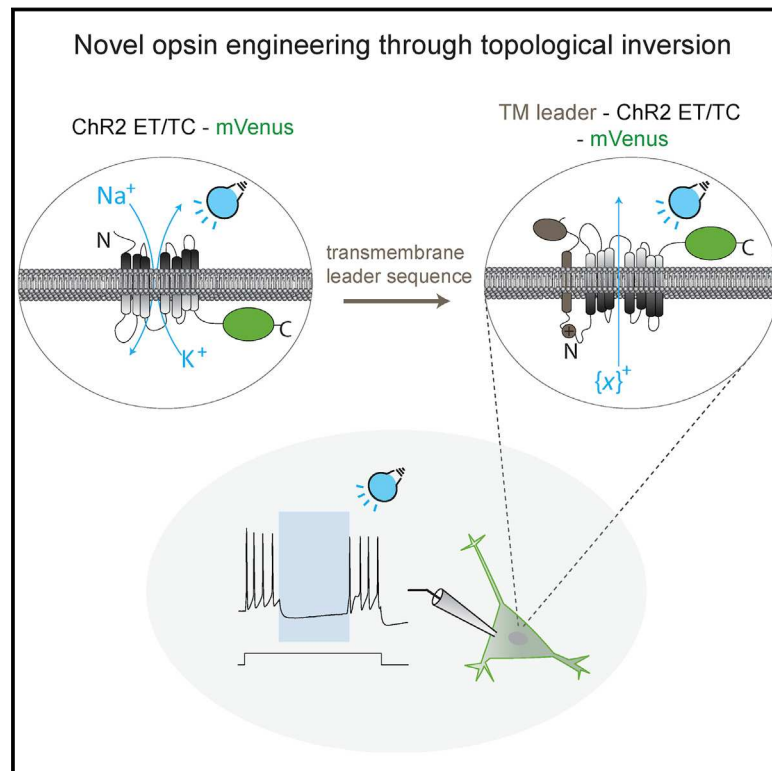 Novel opsin engineering through topological inversion
ChR2 ET/TC - mVenus
TM leader - ChR2 ET/TC
- mVenus
Na⁺
N
C
K⁺
transmembrane
leader sequence
C
N
{x}⁺